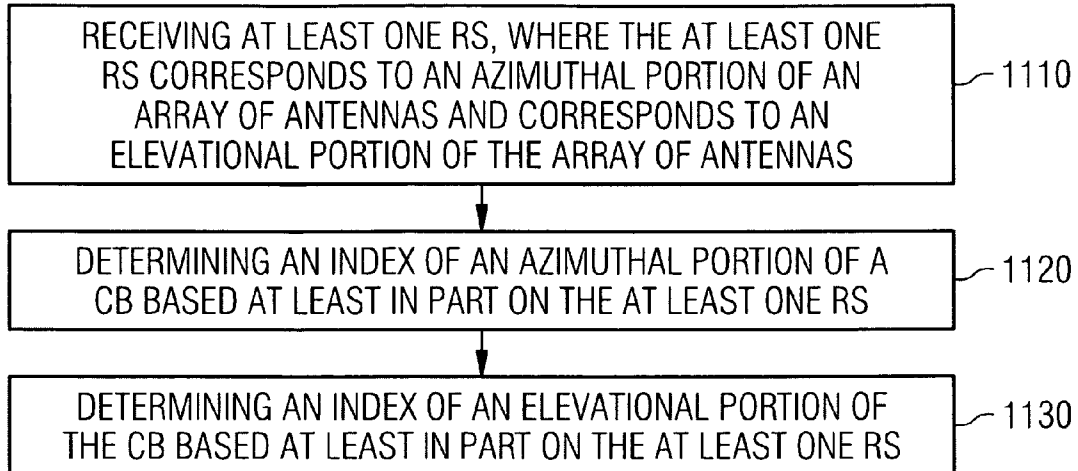 RECEIVING AT LEAST ONE RS, WHERE THE AT LEAST ONE
RS CORRESPONDS TO AN AZIMUTHAL PORTION OF AN
ARRAY OF ANTENNAS AND CORRESPONDS TO AN
ELEVATIONAL PORTION OF THE ARRAY OF ANTENNAS
1110
DETERMINING AN INDEX OF AN AZIMUTHAL PORTION OF A
CB BASED AT LEAST IN PART ON THE AT LEAST ONE RS
1120
DETERMINING AN INDEX OF AN ELEVATIONAL PORTION OF
THE CB BASED AT LEAST IN PART ON THE AT LEAST ONE RS
1130